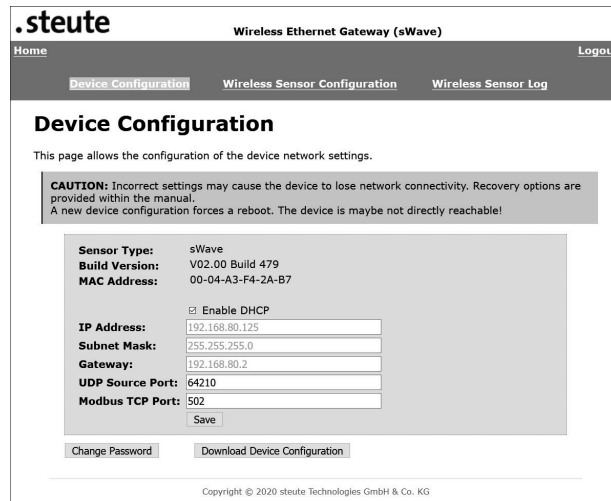 .steute
Wireless Ethernet Gateway (sWave)
Home
Logou
Device Configuration
Wireless Sensor Configuration
Wireless Sensor Log
Device Configuration
This page allows the configuration of the device network settings.
CAUTION: Incorrect settings may cause the device to lose network connectivity. Recovery options are
provided within the manual.
A new device configuration forces a reboot. The device is maybe not directly reachable!
Sensor Type: sWave
Build Version: V02.00 Build 479
MAC Address: 00-04-A3-F4-2A-B7
Enable DHCP
IP Address: 192.168.80.125
Subnet Mask: 255.255.255.0
Gateway: 192.168.80.2
UDP Source Port: 64210
Modbus TCP Port: 502
Save
Change Password
Download Device Configuration
Copyright © 2020 steute Technologies GmbH & Co. KG